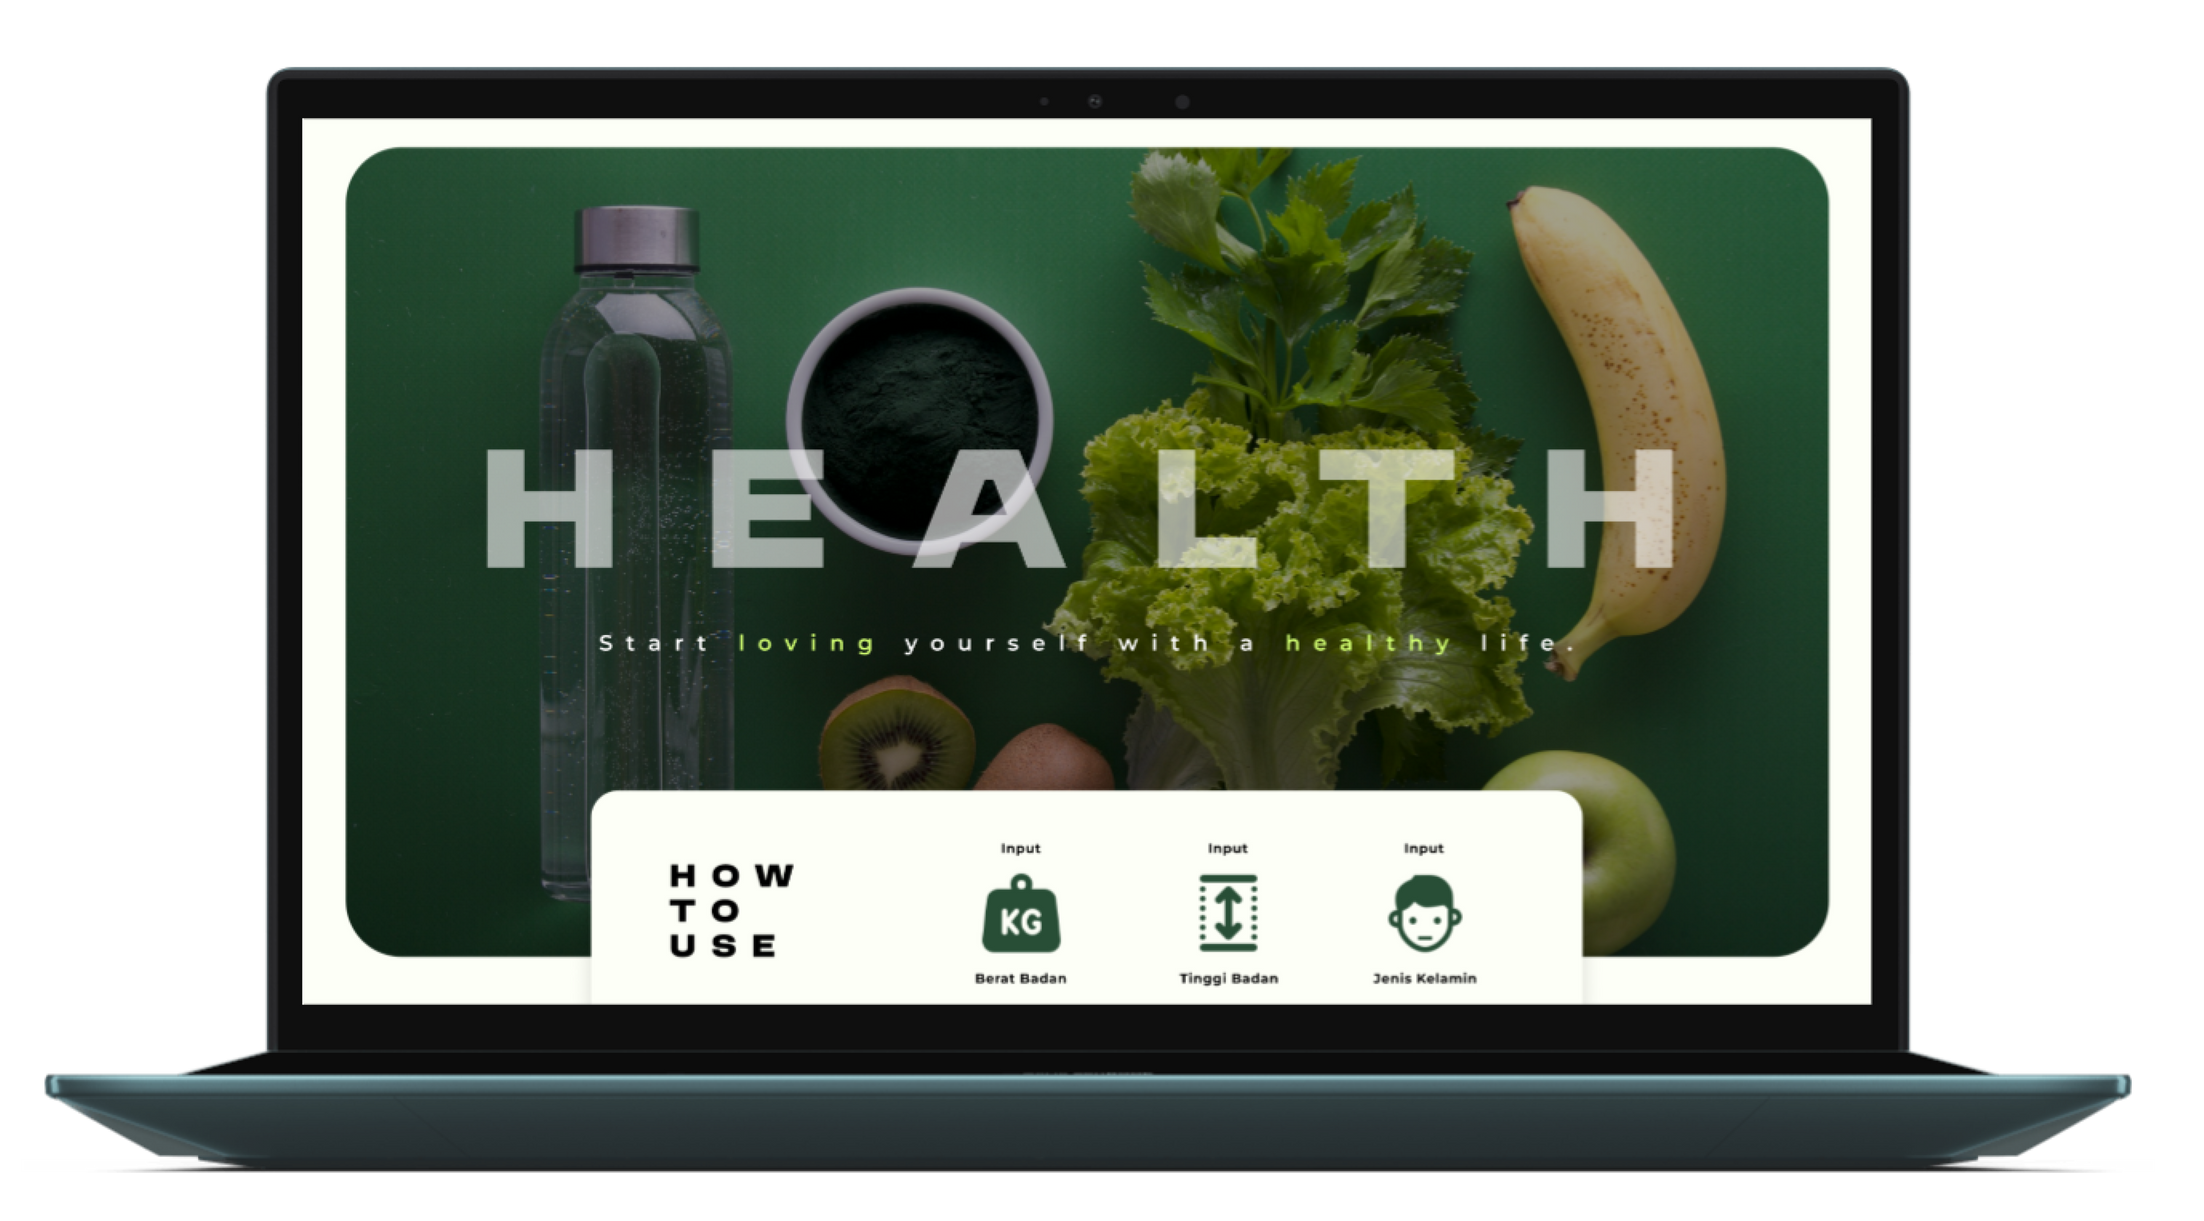 HEALTH
Start loving yourself with a healthy life.
HOW
TO
USE
Input
KG
Berat Badan
Input
Tinggi Badan
Input
Jenis Kelamin